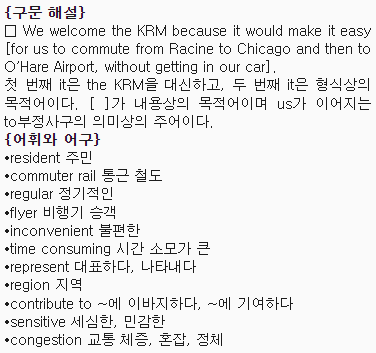 {구문 해설}
□ We welcome the KRM because it would make it easy
[for us to commute from Racine to Chicago and then to
O'Hare Airport, without getting in our car].
첫 번째 it은 the KRM을 대신하고, 두 번째 it은 형식상의
목적어이다. [ ]가 내용상의 목적어이며 us가 이어지는
to부정사구의 의미상의 주어이다.
{어휘와 어구}
•resident 주민
•commuter rail 통근 철도
•regular 정기적인
•flyer 비행기 승객
•inconvenient 불편한
•time consuming 시간 소모가 큰
•represent 대표하다, 나타내다
•region 지역
•contribute to ~에 이바지하다, ~에 기여하다
•sensitive 세심한, 민감한
•congestion 교통 체증, 혼잡, 정체